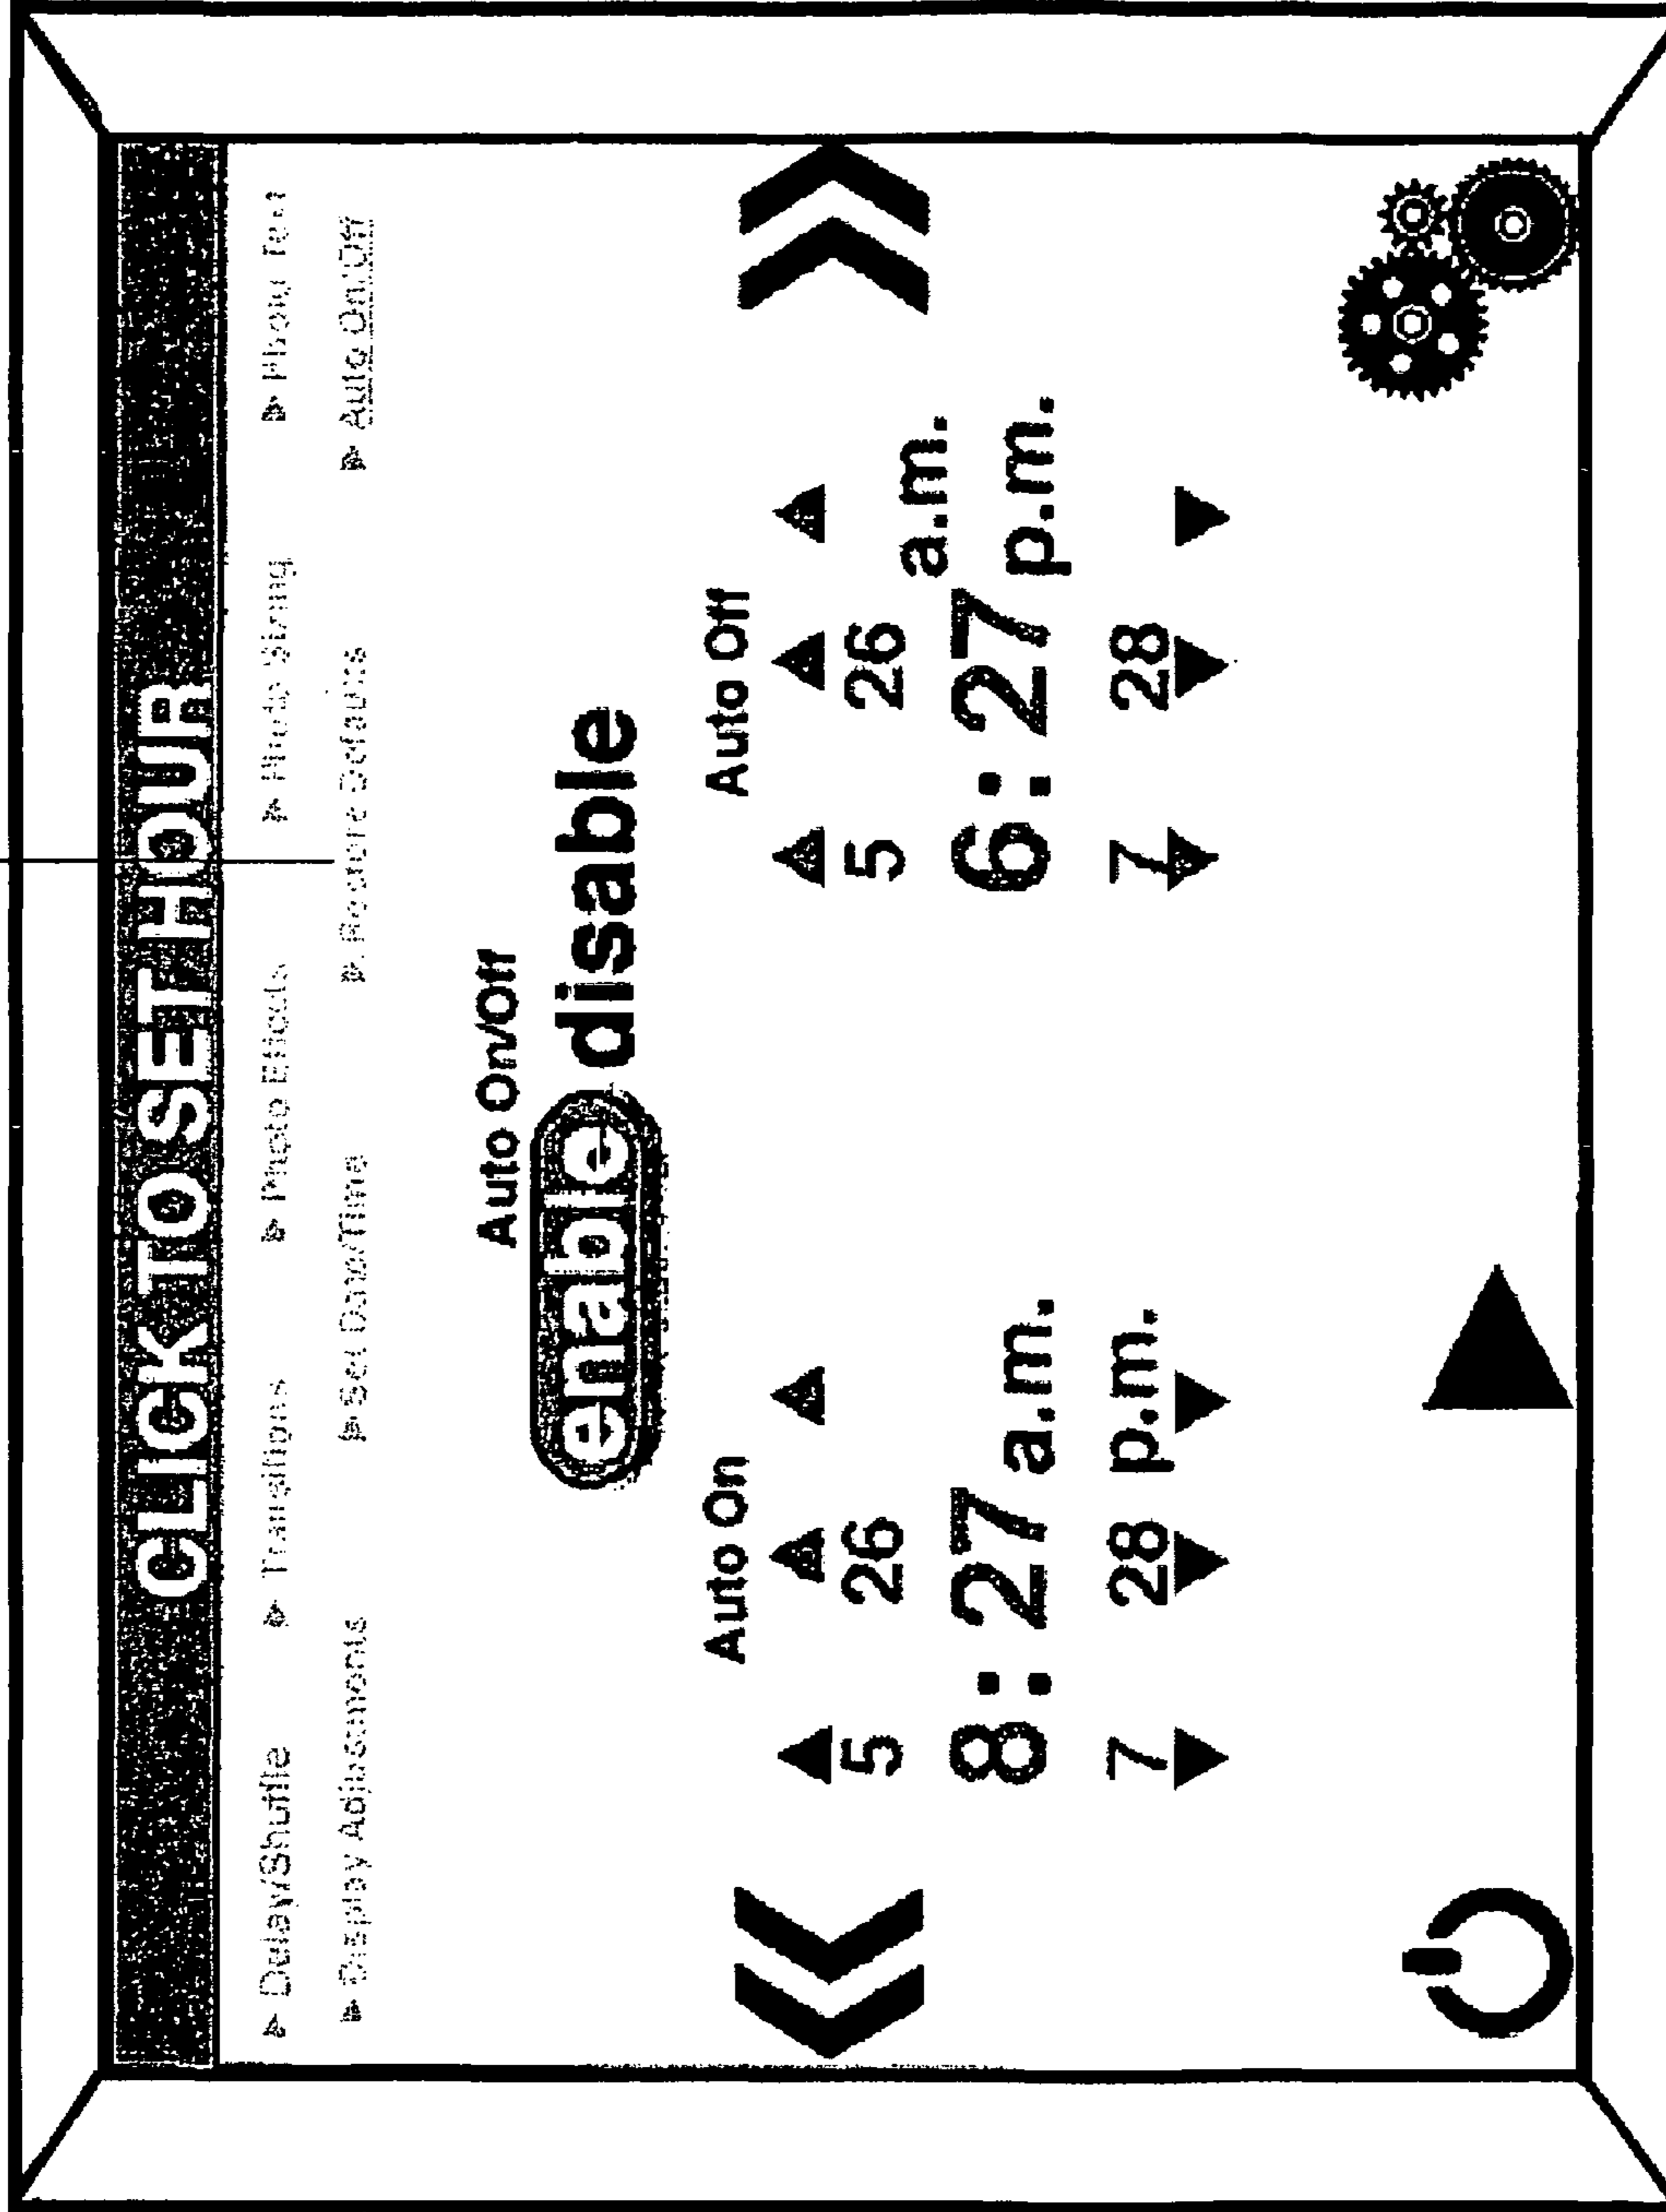 CLICK TO SET HOUR
Delay/Shuffle Transitions Photo Effects Photo Sizing Photo Text
Display Adjustments Set Date/Time Restore Defaults Auto On/Off
Auto On/Off
enable disable
Auto On Auto Off
5 26 5 26 a.m.
8:27 a.m. 6:27 p.m.
7 28 p.m. 7 28